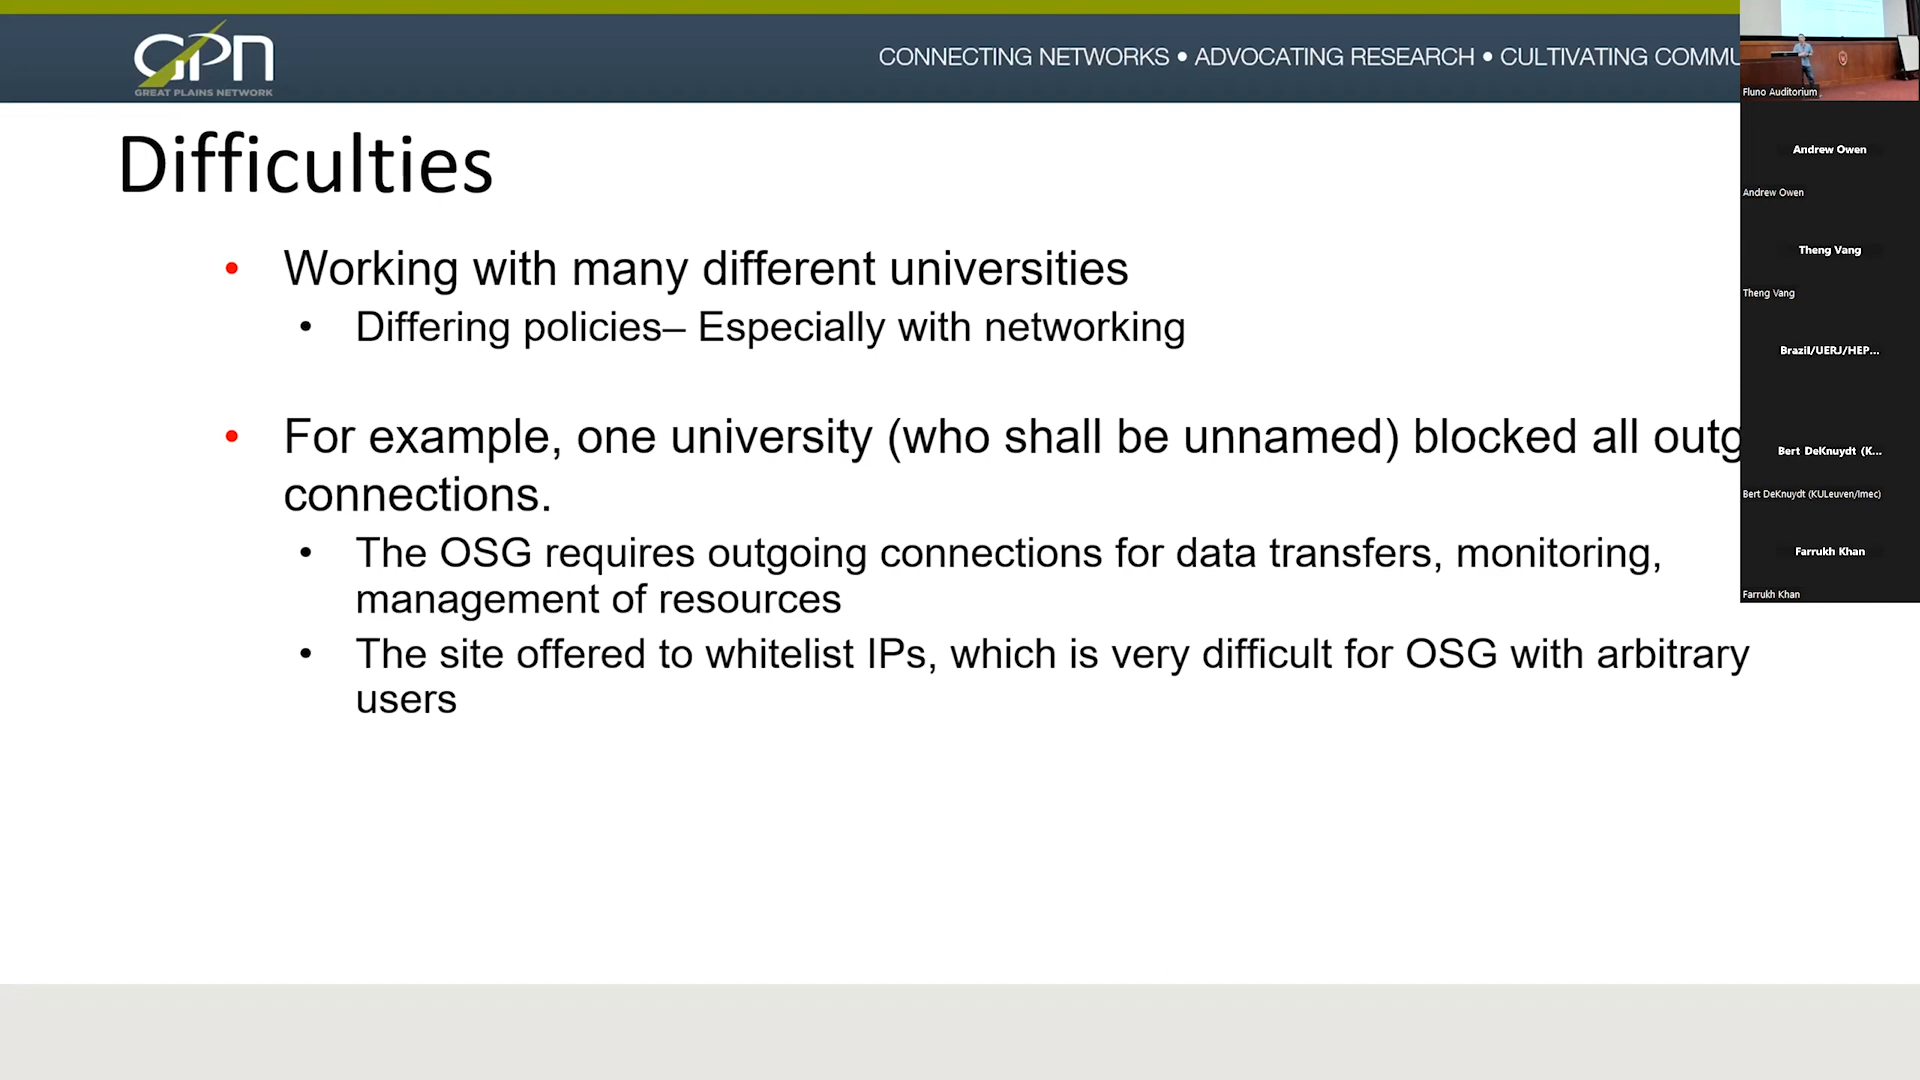 GPN
GREAT PLAINS NETWORK
CONNECTING NETWORKS • ADVOCATING RESEARCH • CULTIVATING
Difficulties
• Working with many different universities
• Differing policies– Especially with networking
• For example, one university (who shall be unnamed) blocked all
connections.
• The OSG requires outgoing connections for data transfers, monitoring,
management of resources
• The site offered to whitelist IPs, which is very difficult for OSG with arbitrary
users
Fluno Auditorium
Andrew Owen
Andrew Owen
Theng Vang
Theng Vang
Brazil/UERJ/HEP...
Bert DeKnuydt (K...
Bert DeKnuydt (KULeuven/Imec)
Farrukh Khan
Farrukh Khan